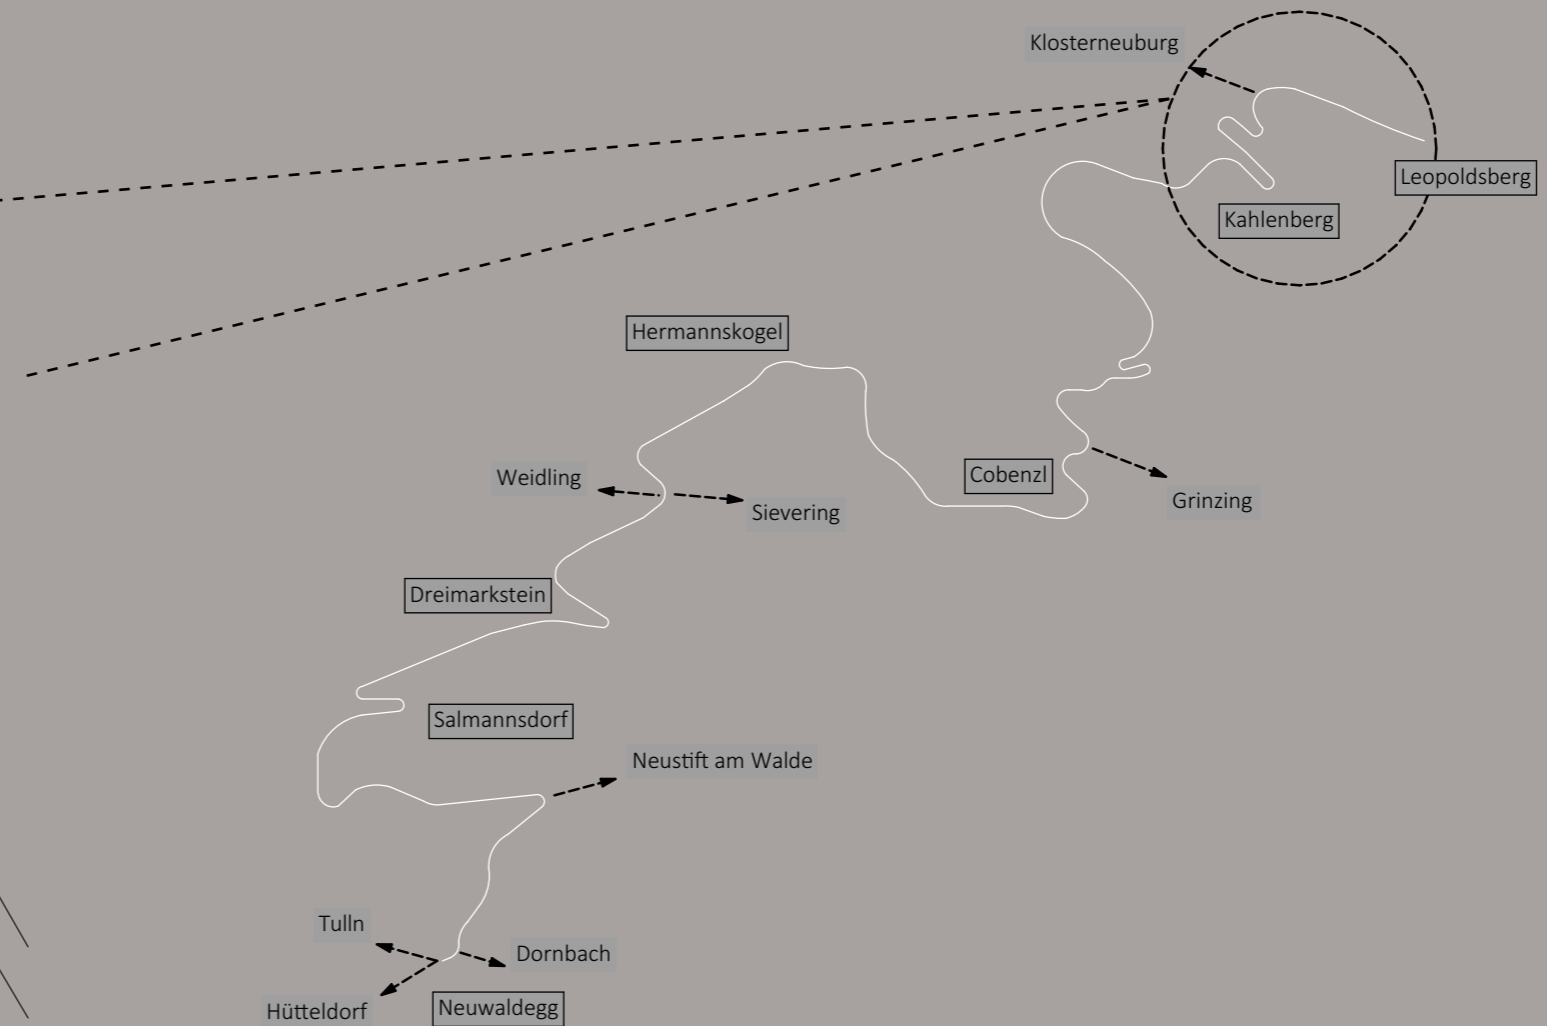 Klosterneuburg
Leopoldsberg
Kahlenberg
Hermannskogel
Cobenzl
Weidling
Grinzing
Sievering
Dreimarkstein
Salmannsdorf
Neustift am Walde
Tulln
Dornbach
Hütteldorf
Neuwaldegg